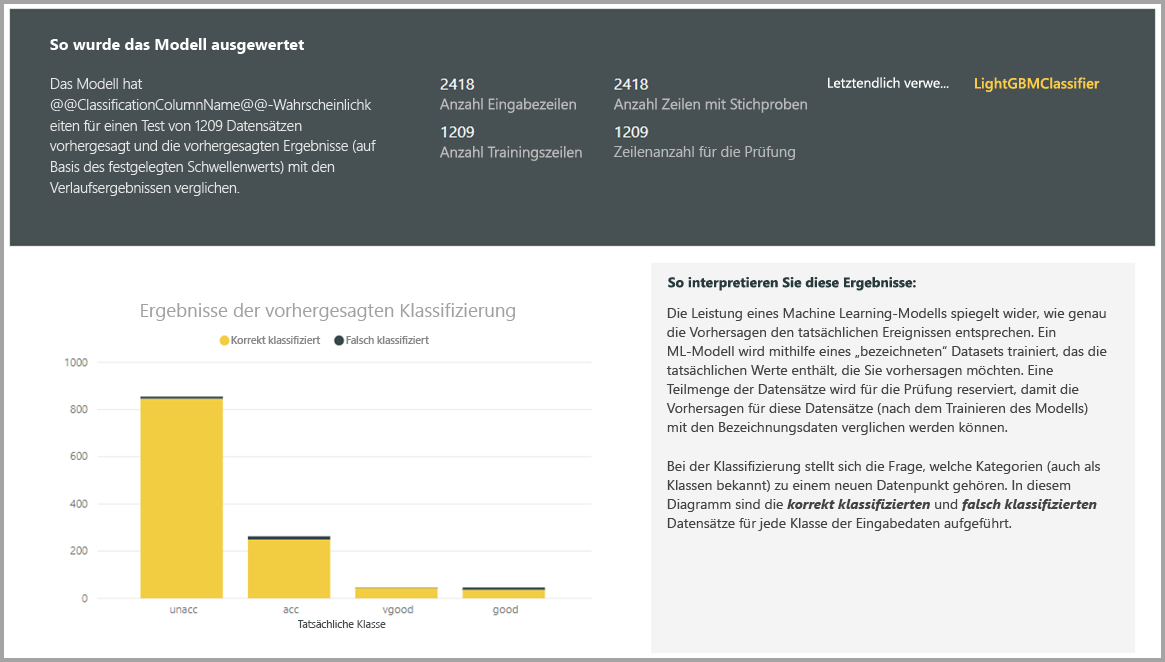 So wurde das Modell ausgewertet
Das Modell hat
@@ClassificationColumnName@@-Wahrscheinlichk
eiten für einen Test von 1209 Datensätzen
vorhergesagt und die vorhergesagten Ergebnisse (auf
Basis des festgelegten Schwellenwerts) mit den
Verlaufsergebnissen verglichen.
2418
Anzahl Eingabezeilen
1209
Anzahl Trainingszeilen
2418
Anzahl Zeilen mit Stichproben
1209
Zeilenanzahl für die Prüfung
Letztendlich verwe...
LightGBMClassifier
Ergebnisse der vorhergesagten Klassifizierung
Korrekt klassifiziert Falsch klassifiziert
1000
800
600
400
200
0
unacc acc vgood good
Tatsächliche Klasse
So interpretieren Sie diese Ergebnisse:
Die Leistung eines Machine Learning-Modells spiegelt wider, wie genau
die Vorhersagen den tatsächlichen Ereignissen entsprechen. Ein
ML-Modell wird mithilfe eines „bezeichneten“ Datasets trainiert, das die
tatsächlichen Werte enthält, die Sie vorhersagen möchten. Eine
Teilmenge der Datensätze wird für die Prüfung reserviert, damit die
Vorhersagen für diese Datensätze (nach dem Trainieren des Modells)
mit den Bezeichnungsdaten verglichen werden können.
Bei der Klassifizierung stellt sich die Frage, welche Kategorien (auch als
Klassen bekannt) zu einem neuen Datenpunkt gehören. In diesem
Diagramm sind die korrekt klassifizierten und falsch klassifizierten
Datensätze für jede Klasse der Eingabedaten aufgeführt.